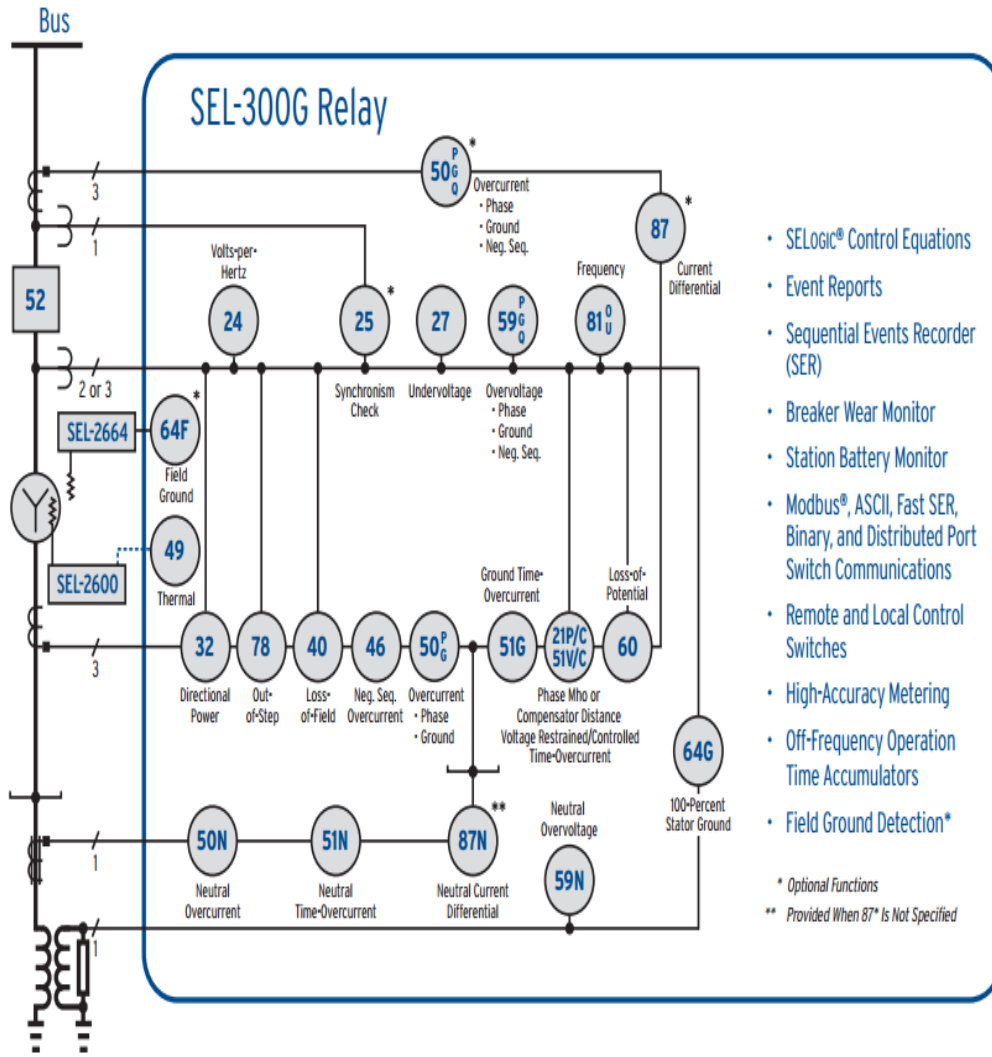 Bus
SEL-300G Relay
3
50 P G Q *
Overcurrent
· Phase
· Ground
· Neg. Seq.
87 *
Current
Differential
1
52
Volts-per-
Hertz
24
25 *
Synchronism
Check
27
Undervoltage
59 P G Q
Overvoltage
· Phase
· Ground
· Neg. Seq.
Frequency
81 O U
2 or 3
SEL-2664
64F *
Field
Ground
49
Thermal
SEL-2600
3
32
Directional
Power
78
Out-
of-Step
40
Loss-
of-Field
46
Neg. Seq.
Overcurrent
50 P G
Overcurrent
· Phase
· Ground
Ground Time-
Overcurrent
51G
21P/C
51V/C
Phase Mho or
Compensator Distance
Voltage Restrained/Controlled
Time-Overcurrent
Loss-of-
Potential
60
64G
100-Percent
Stator Ground
1
50N
Neutral
Overcurrent
51N
Neutral
Time-Overcurrent
87N **
Neutral Current
Differential
Neutral
Overvoltage
59N
1
· SELOGIC® Control Equations
· Event Reports
· Sequential Events Recorder
(SER)
· Breaker Wear Monitor
· Station Battery Monitor
· Modbus®, ASCII, Fast SER,
Binary, and Distributed Port
Switch Communications
· Remote and Local Control
Switches
· High-Accuracy Metering
· Off-Frequency Operation
Time Accumulators
· Field Ground Detection*
* Optional Functions
** Provided When 87* Is Not Specified